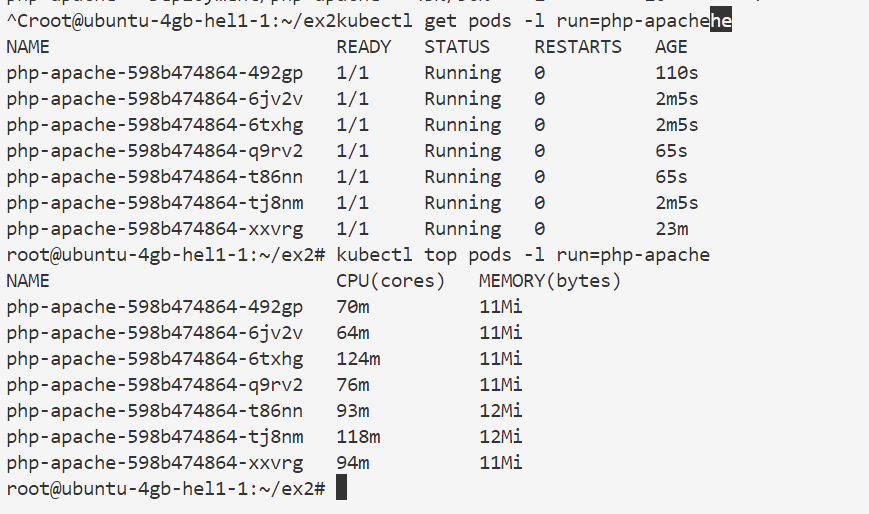 ^Croot@ubuntu-4gb-hel1-1:~/ex2kubectl get pods -l run=php-apachehe
NAME READY STATUS RESTARTS AGE
php-apache-598b474864-492gp 1/1 Running 0 110s
php-apache-598b474864-6jv2v 1/1 Running 0 2m5s
php-apache-598b474864-6txhg 1/1 Running 0 2m5s
php-apache-598b474864-q9rv2 1/1 Running 0 65s
php-apache-598b474864-t86nn 1/1 Running 0 65s
php-apache-598b474864-tj8nm 1/1 Running 0 2m5s
php-apache-598b474864-xxvrg 1/1 Running 0 23m
root@ubuntu-4gb-hel1-1:~/ex2# kubectl top pods -l run=php-apache
NAME CPU(cores) MEMORY(bytes)
php-apache-598b474864-492gp 70m 11Mi
php-apache-598b474864-6jv2v 64m 11Mi
php-apache-598b474864-6txhg 124m 11Mi
php-apache-598b474864-q9rv2 76m 11Mi
php-apache-598b474864-t86nn 93m 12Mi
php-apache-598b474864-tj8nm 118m 12Mi
php-apache-598b474864-xxvrg 94m 11Mi
root@ubuntu-4gb-hel1-1:~/ex2#